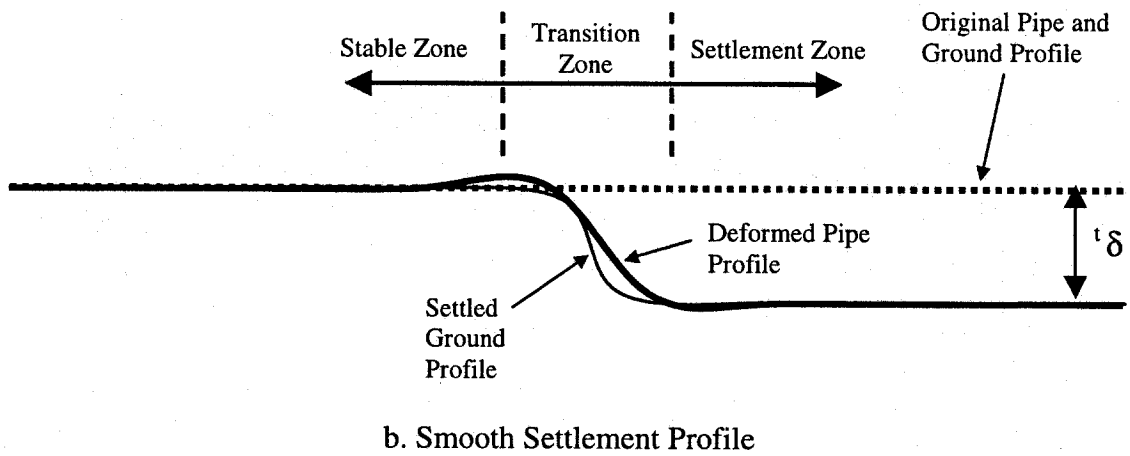 Stable Zone
Transition
Zone
Settlement Zone
Original Pipe and
Ground Profile
Deformed Pipe
Profile
ᵗδ
Settled
Ground
Profile
b. Smooth Settlement Profile